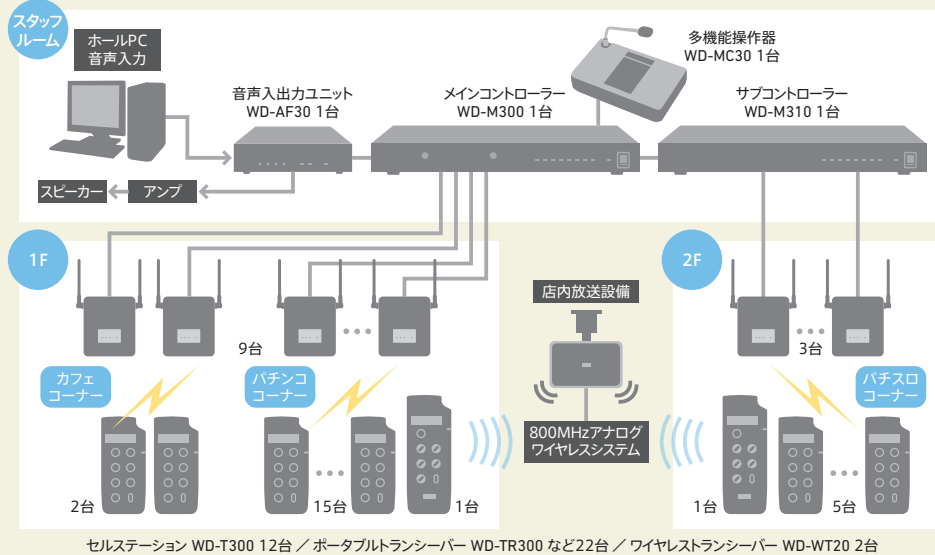 スタッフ
ルーム
ホールPC
音声入力
音声入出力ユニット
WD-AF30 1台
メインコントローラー
WD-M300 1台
多機能操作器
WD-MC30 1台
サブコントローラー
WD-M310 1台
スピーカー
アンプ
1F
2F
店内放送設備
9台
3台
カフェ
コーナー
パチンコ
コーナー
パチスロ
コーナー
800MHzアナログ
ワイヤレスシステム
2台
15台
1台
1台
5台
セルステーション WD-T300 12台 ／ ポータブルトランシーバー WD-TR300 など22台 ／ ワイヤレストランシーバー WD-WT20 2台